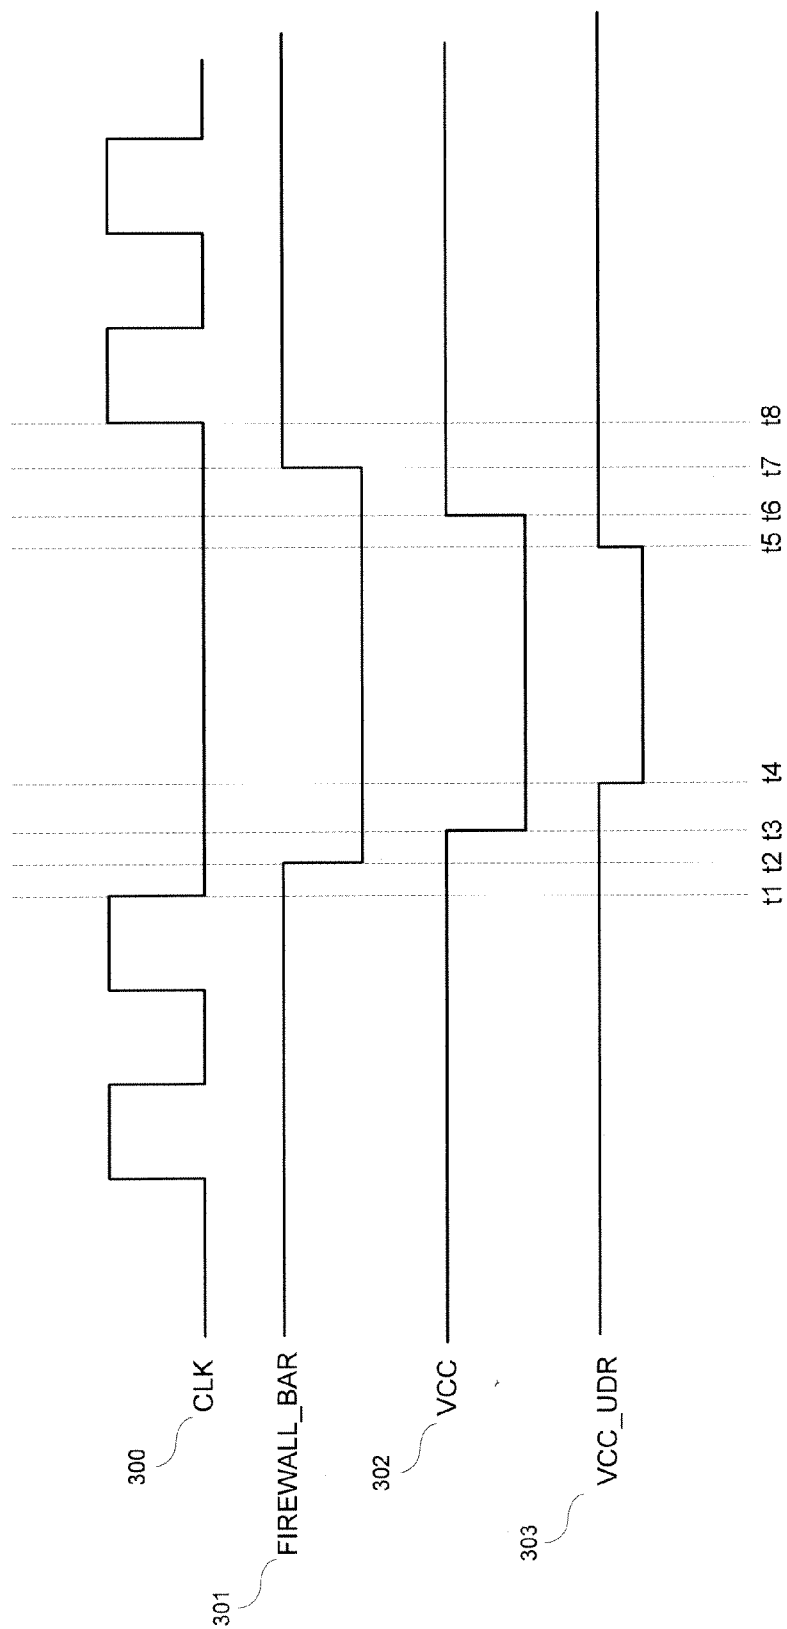 300
CLK
301
FIREWALL_BAR
302
VCC
303
VCC_UDR
t1 t2 t3 t4 t5 t6 t7 t8